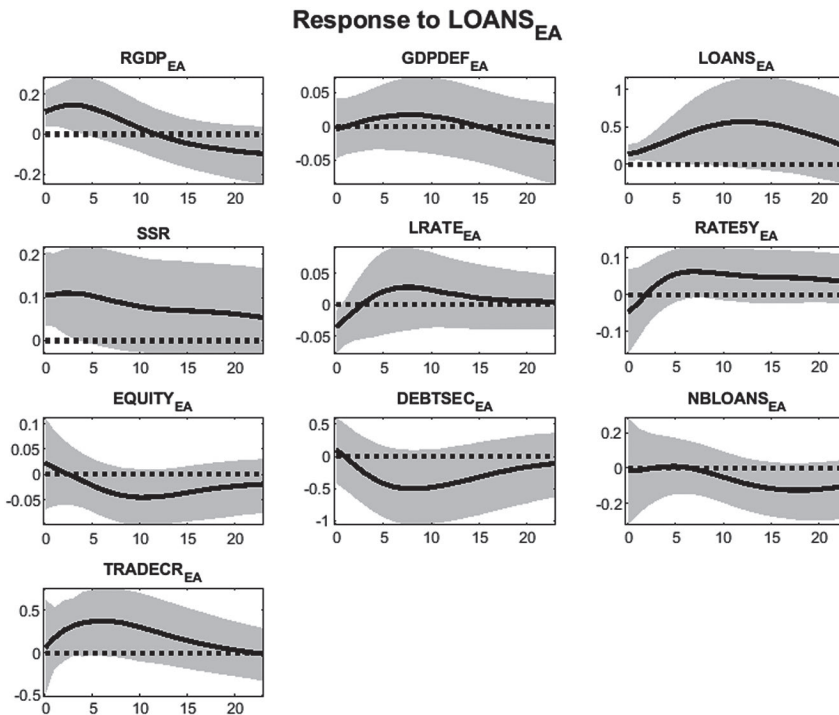 Response to LOANS_EA
RGDP_EA
GDPDEF_EA
LOANS_EA
0.2
0
-0.2
0 5 10 15 20
0.05
0
-0.05
0 5 10 15 20
1
0.5
0
0 5 10 15 20
SSR
LRATE_EA
RATE5Y_EA
0.2
0.1
0
0 5 10 15 20
0.05
0
-0.05
0 5 10 15 20
0.1
0
-0.1
0 5 10 15 20
EQUITY_EA
DEBTSEC_EA
NBLOANS_EA
0.1
0.05
0
-0.05
0 5 10 15 20
0.5
0
-0.5
-1
0 5 10 15 20
0.2
0
-0.2
0 5 10 15 20
TRADECR_EA
0.5
0
-0.5
0 5 10 15 20